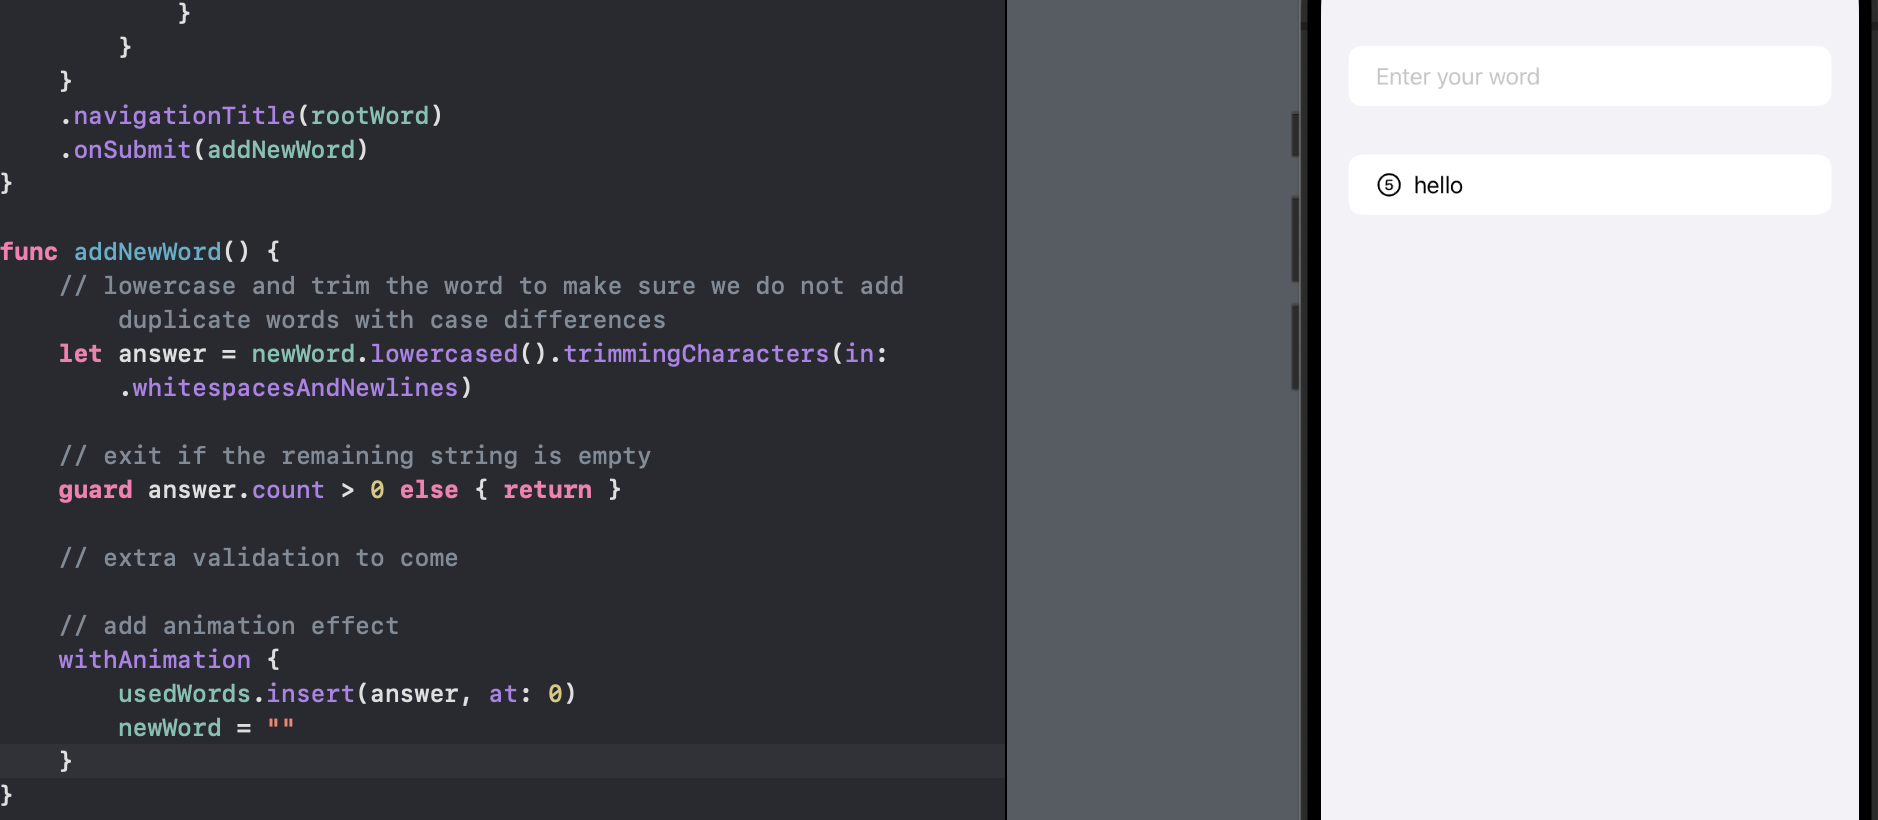 }
        }
    }
    .navigationTitle(rootWord)
    .onSubmit(addNewWord)
}

func addNewWord() {
    // lowercase and trim the word to make sure we do not add
        duplicate words with case differences
    let answer = newWord.lowercased().trimmingCharacters(in:
        .whitespacesAndNewlines)

    // exit if the remaining string is empty
    guard answer.count > 0 else { return }

    // extra validation to come

    // add animation effect
    withAnimation {
        usedWords.insert(answer, at: 0)
        newWord = ""
    }
}
Enter your word
5 hello